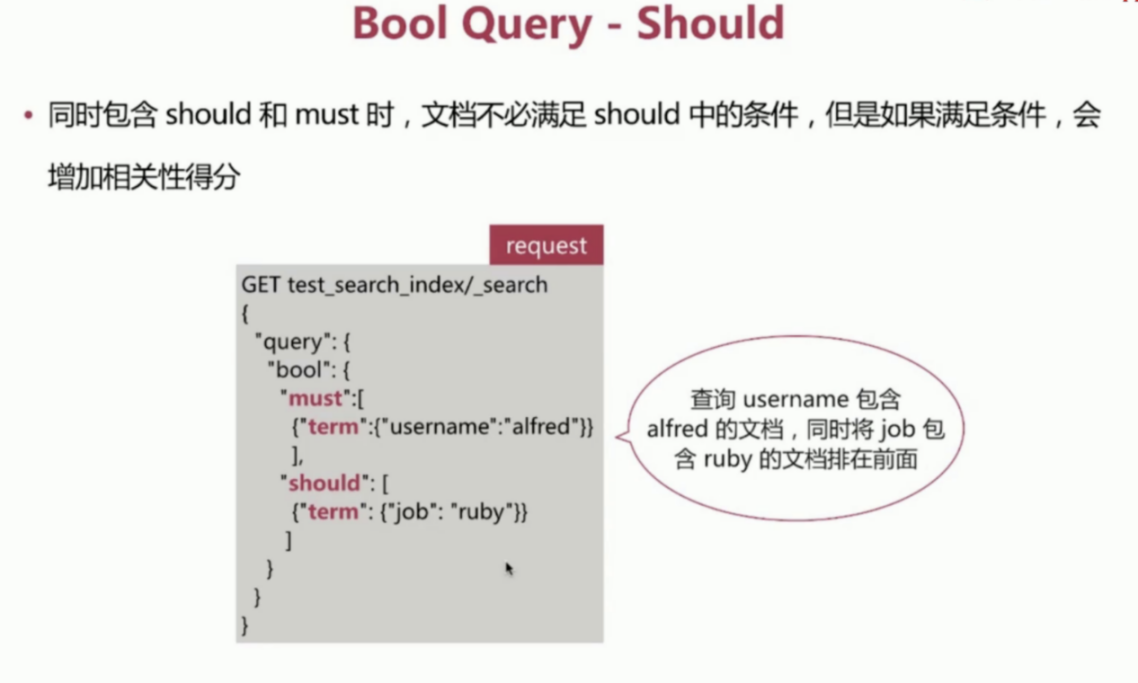 Bool Query - Should
• 同时包含 should 和 must 时，文档不必满足 should 中的条件，但是如果满足条件，会
增加相关性得分
request
GET test_search_index/_search
{
"query": {
"bool": {
"must":[
{"term":{"username":"alfred"}}
],
"should": [
{"term": {"job": "ruby"}}
]
}
}
}
查询 username 包含
alfred 的文档，同时将 job 包
含 ruby 的文档排在前面